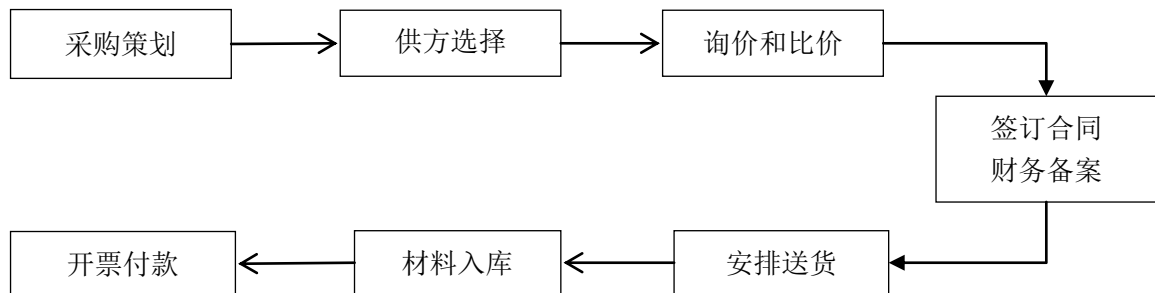 采购策划
供方选择
询价和比价
签订合同
财务备案
安排送货
材料入库
开票付款